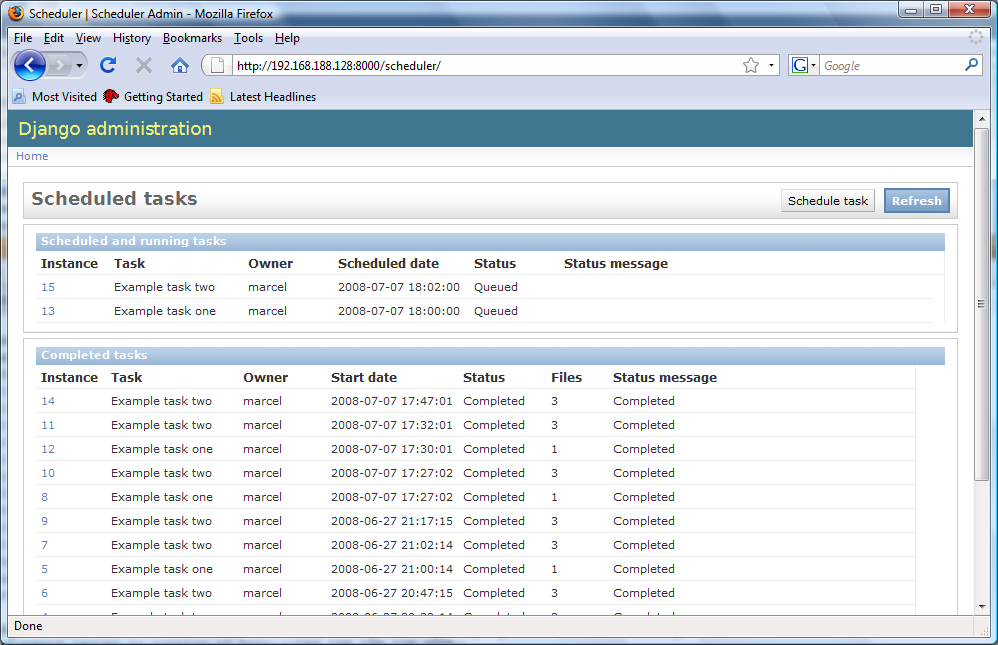 Scheduler | Scheduler Admin - Mozilla Firefox
File Edit View History Bookmarks Tools Help
http://192.168.188.128:8000/scheduler/ G Google
Most Visited Getting Started Latest Headlines
Django administration
Home
Scheduled tasks Schedule task Refresh
Scheduled and running tasks
Instance Task Owner Scheduled date Status Status message
15 Example task two marcel 2008-07-07 18:02:00 Queued
13 Example task one marcel 2008-07-07 18:00:00 Queued
Completed tasks
Instance Task Owner Start date Status Files Status message
14 Example task two marcel 2008-07-07 17:47:01 Completed 3 Completed
11 Example task two marcel 2008-07-07 17:32:01 Completed 3 Completed
12 Example task one marcel 2008-07-07 17:30:01 Completed 1 Completed
10 Example task two marcel 2008-07-07 17:27:02 Completed 3 Completed
8 Example task one marcel 2008-07-07 17:27:02 Completed 1 Completed
9 Example task two marcel 2008-06-27 21:17:15 Completed 3 Completed
7 Example task two marcel 2008-06-27 21:02:14 Completed 3 Completed
5 Example task one marcel 2008-06-27 21:00:14 Completed 1 Completed
6 Example task two marcel 2008-06-27 20:47:15 Completed 3 Completed
Done